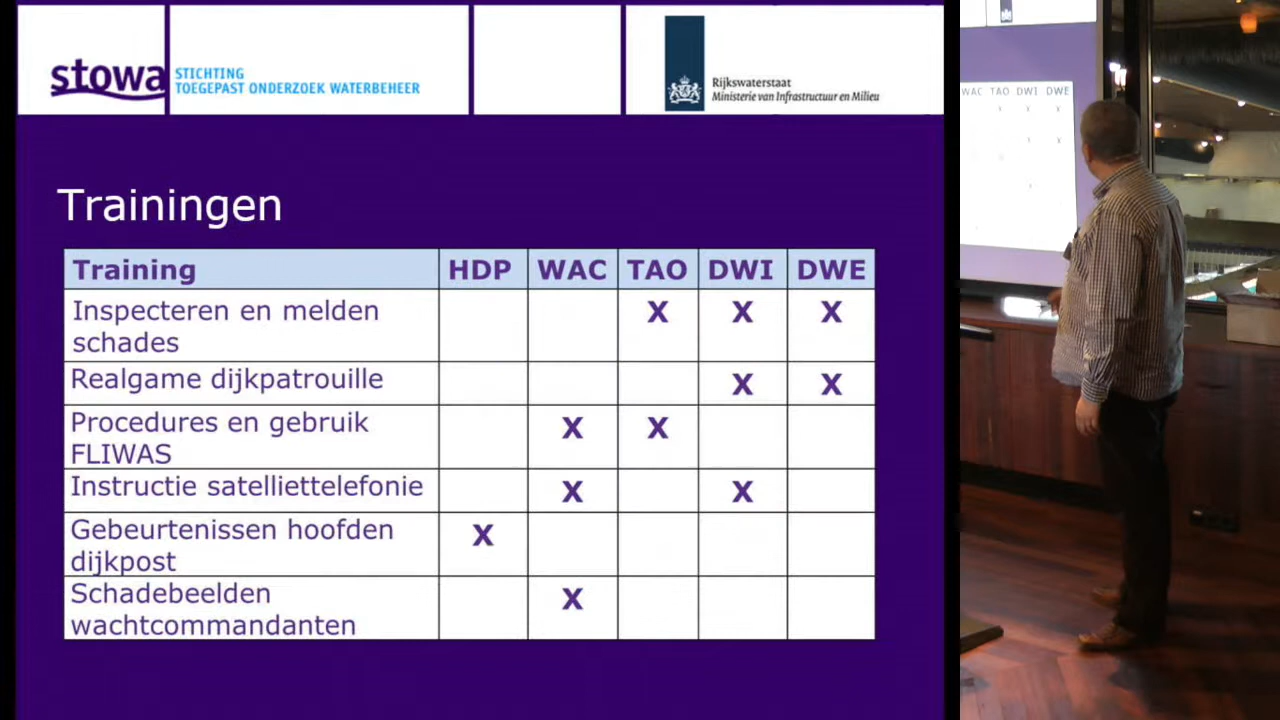 stowa
STICHTING
TOEGEPAST ONDERZOEK WATERBEHEER
Rijkswaterstaat
Ministerie van Infrastructuur en Milieu
Trainingen
Training HDP WAC TAO DWI DWE
Inspecteren en melden X X X
schades
Realgame dijkpatrouille X X
Procedures en gebruik X X
FLIWAS
Instructie satelliettelefonie X X
Gebeurtenissen hoofden X
dijkpost
Schadebeelden X
wachtcommandanten
WAC TAO DWI DWE